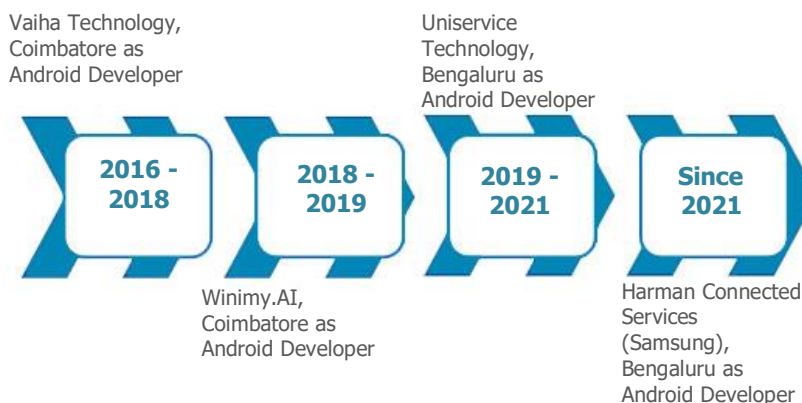 Vaiha Technology,
Coimbatore as
Android Developer
2016 -
2018
Winimy.AI,
Coimbatore as
Android Developer
2018 -
2019
Uniservice
Technology,
Bengaluru as
Android Developer
2019 -
2021
Since
2021
Harman Connected
Services
(Samsung),
Bengaluru as
Android Developer